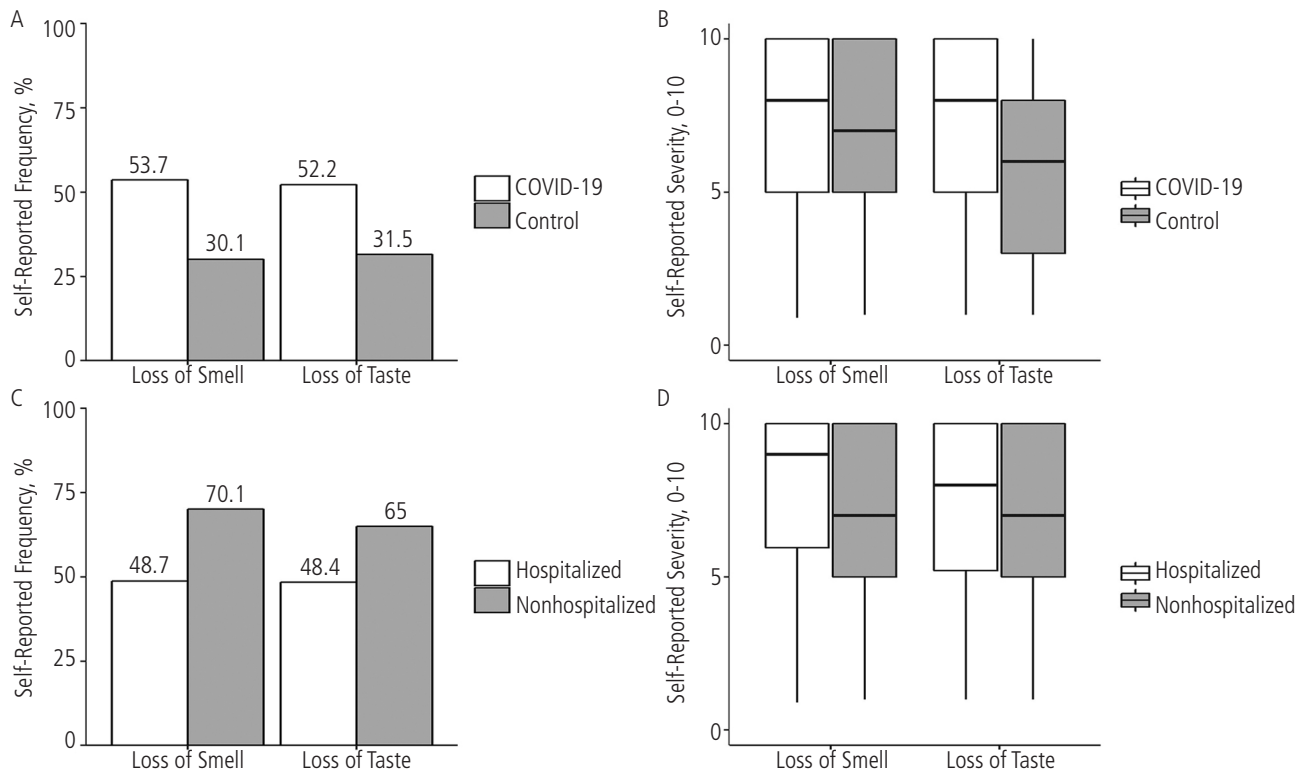 A
Self-Reported Frequency, %
100
75
50
25
0
53.7
30.1
52.2
31.5
Loss of Smell
Loss of Taste
COVID-19
Control
B
Self-Reported Severity, 0-10
10
5
0
Loss of Smell
Loss of Taste
COVID-19
Control
C
Self-Reported Frequency, %
100
75
50
25
0
48.7
70.1
48.4
65
Loss of Smell
Loss of Taste
Hospitalized
Nonhospitalized
D
Self-Reported Severity, 0-10
10
5
0
Loss of Smell
Loss of Taste
Hospitalized
Nonhospitalized